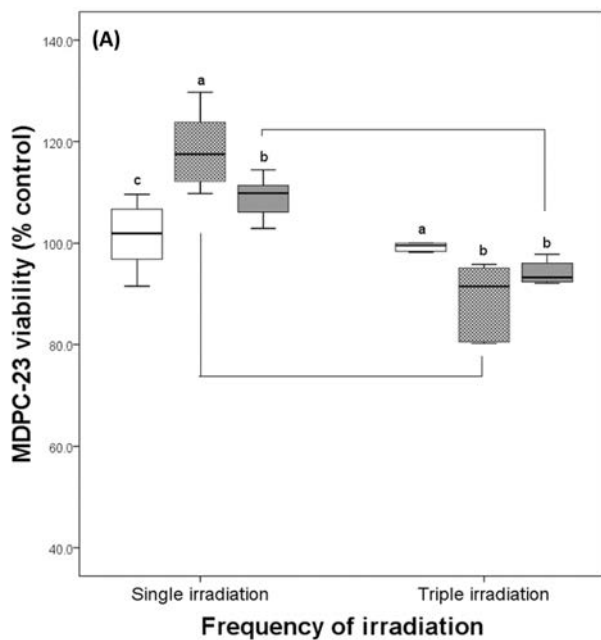 (A)
MDPC-23 viability (% control)
140.0
120.0
100.0
80.0
60.0
40.0
a
b
c
a
b
b
Single irradiation
Triple irradiation
Frequency of irradiation